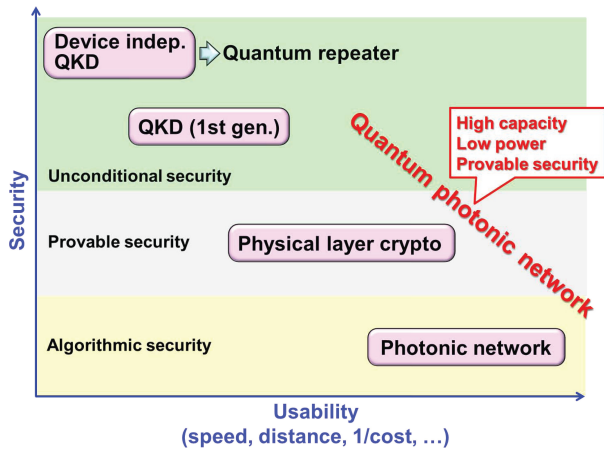 Device indep.
QKD
Quantum repeater
QKD (1st gen.)
High capacity
Low power
Provable security
Quantum photonic network
Unconditional security
Provable security
Physical layer crypto
Algorithmic security
Photonic network
Security
Usability
(speed, distance, 1/cost, …)